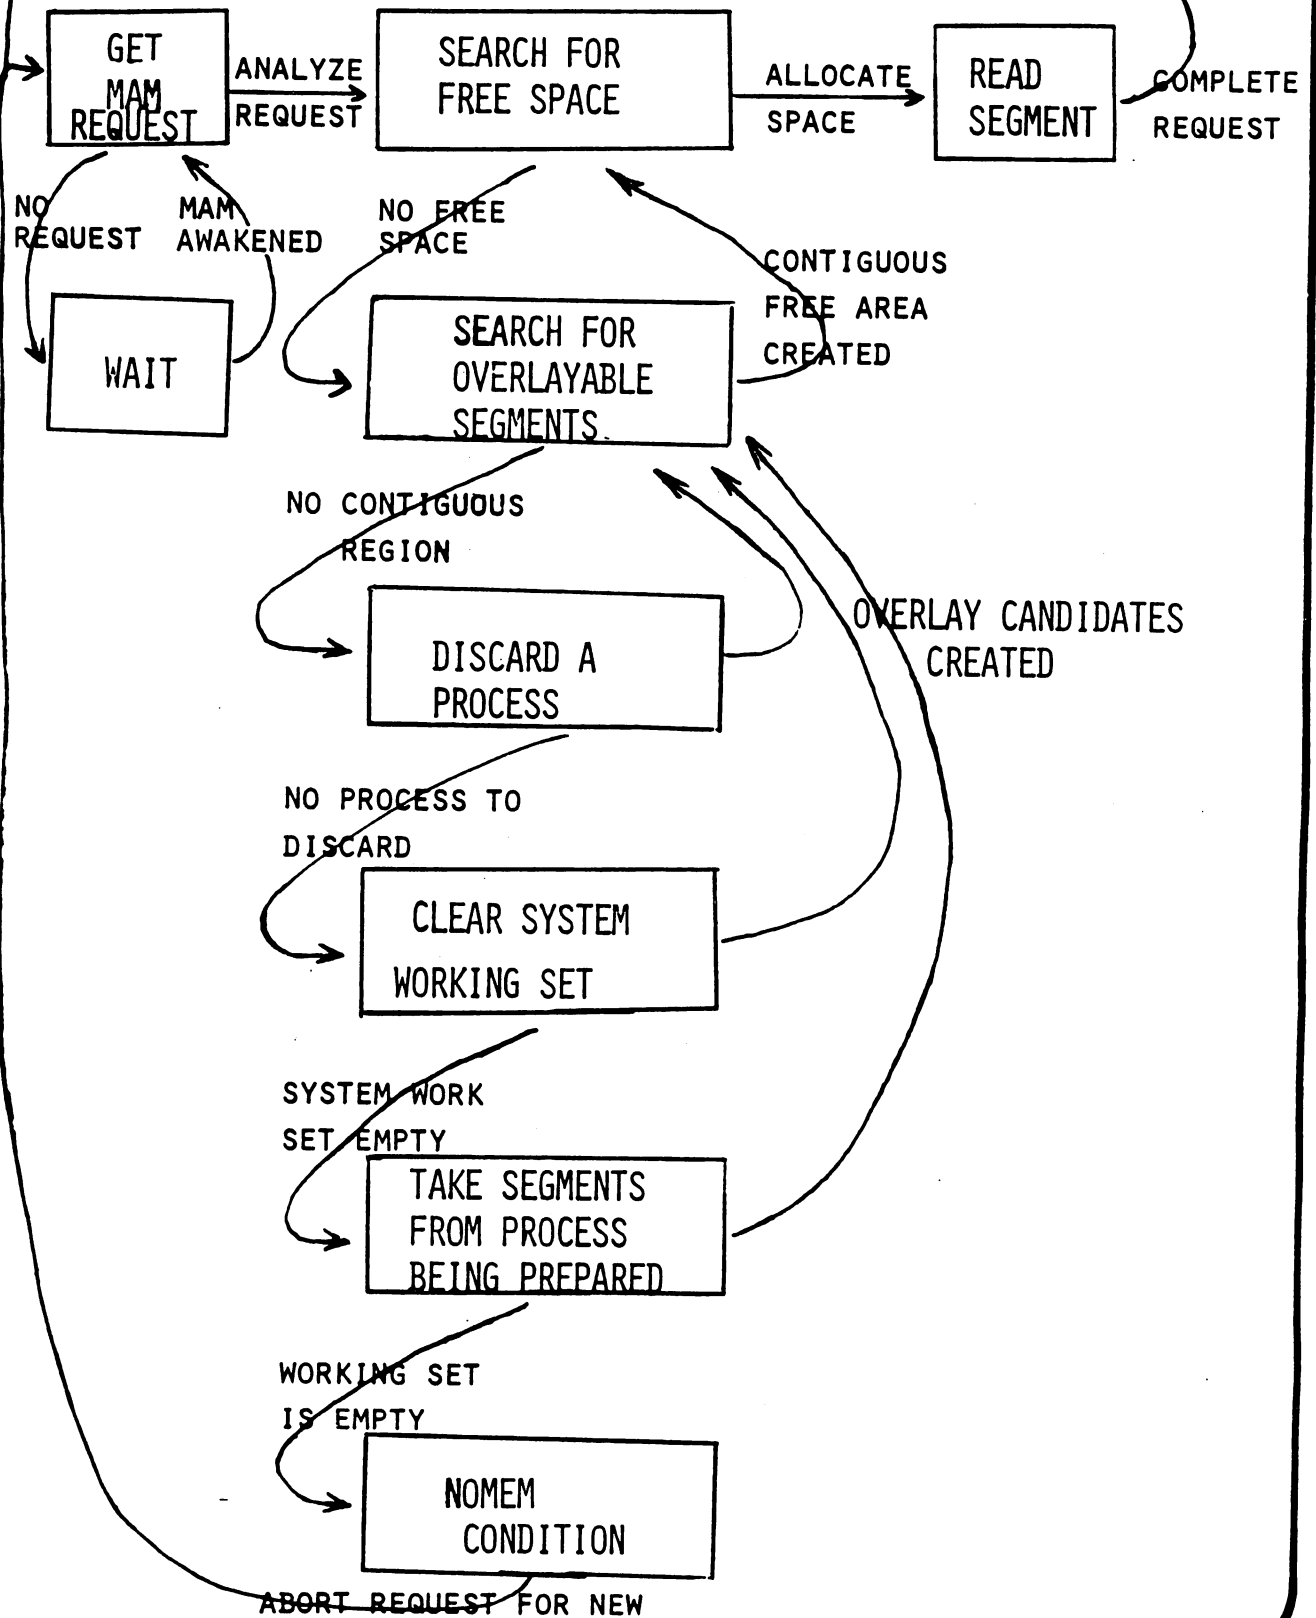 GET
MAM
REQUEST
ANALYZE
REQUEST
SEARCH FOR
FREE SPACE
ALLOCATE
SPACE
READ
SEGMENT
COMPLETE
REQUEST
NO
REQUEST
MAM
AWAKENED
NO FREE
SPACE
CONTIGUOUS
FREE AREA
CREATED
WAIT
SEARCH FOR
OVERLAYABLE
SEGMENTS.
NO CONTIGUOUS
REGION
OVERLAY CANDIDATES
CREATED
DISCARD A
PROCESS
NO PROCESS TO
DISCARD
CLEAR SYSTEM
WORKING SET
SYSTEM WORK
SET EMPTY
TAKE SEGMENTS
FROM PROCESS
BEING PREPARED
WORKING SET
IS EMPTY
NOMEM
CONDITION
ABORT REQUEST FOR NEW